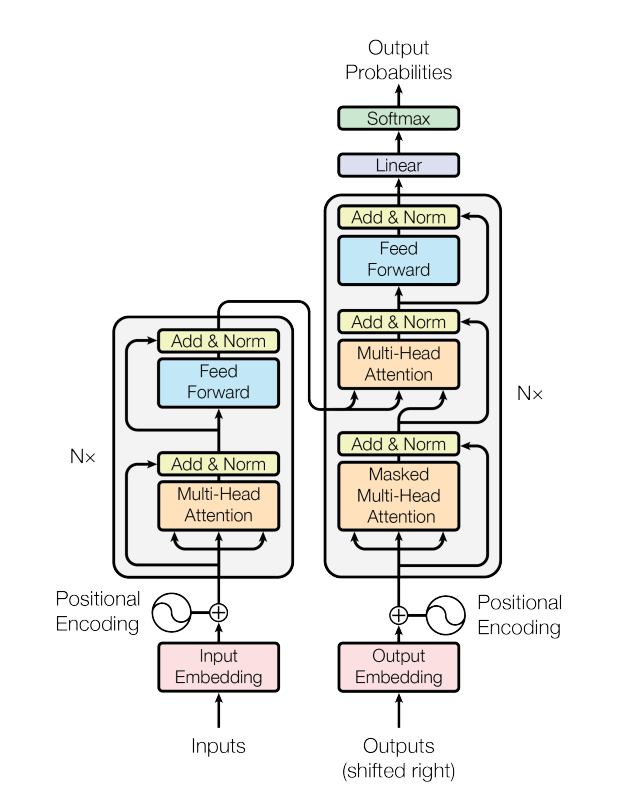 Output
Probabilities
Softmax
Linear
Add & Norm
Feed
Forward
Add & Norm
Multi-Head
Attention
N×
Add & Norm
Masked
Multi-Head
Attention
Add & Norm
Feed
Forward
N×
Add & Norm
Multi-Head
Attention
Positional
Encoding
Positional
Encoding
Input
Embedding
Output
Embedding
Inputs
Outputs
(shifted right)